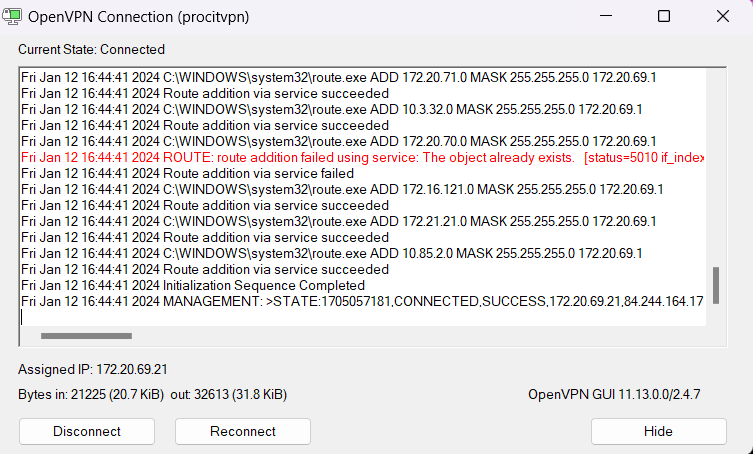 OpenVPN Connection (procitvpn)
Current State: Connected
Fri Jan 12 16:44:41 2024 C:\WINDOWS\system32\route.exe ADD 172.20.71.0 MASK 255.255.255.0 172.20.69.1
Fri Jan 12 16:44:41 2024 Route addition via service succeeded
Fri Jan 12 16:44:41 2024 C:\WINDOWS\system32\route.exe ADD 10.3.32.0 MASK 255.255.255.0 172.20.69.1
Fri Jan 12 16:44:41 2024 Route addition via service succeeded
Fri Jan 12 16:44:41 2024 C:\WINDOWS\system32\route.exe ADD 172.20.70.0 MASK 255.255.255.0 172.20.69.1
Fri Jan 12 16:44:41 2024 ROUTE: route addition failed using service: The object already exists.   [status=5010 if_index
Fri Jan 12 16:44:41 2024 Route addition via service failed
Fri Jan 12 16:44:41 2024 C:\WINDOWS\system32\route.exe ADD 172.16.121.0 MASK 255.255.255.0 172.20.69.1
Fri Jan 12 16:44:41 2024 Route addition via service succeeded
Fri Jan 12 16:44:41 2024 C:\WINDOWS\system32\route.exe ADD 172.21.21.0 MASK 255.255.255.0 172.20.69.1
Fri Jan 12 16:44:41 2024 Route addition via service succeeded
Fri Jan 12 16:44:41 2024 C:\WINDOWS\system32\route.exe ADD 10.85.2.0 MASK 255.255.255.0 172.20.69.1
Fri Jan 12 16:44:41 2024 Route addition via service succeeded
Fri Jan 12 16:44:41 2024 Initialization Sequence Completed
Fri Jan 12 16:44:41 2024 MANAGEMENT: >STATE:1705057181,CONNECTED,SUCCESS,172.20.69.21,84.244.164.17
Assigned IP: 172.20.69.21
Bytes in: 21225 (20.7 KiB)  out: 32613 (31.8 KiB)
OpenVPN GUI 11.13.0.0/2.4.7
Disconnect
Reconnect
Hide